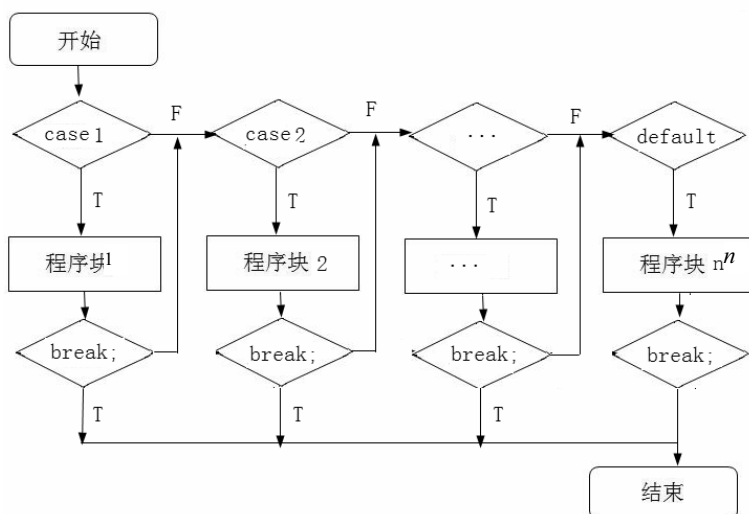 开始
F
F
F
case 1
case 2
...
default
T
T
T
T
程序块1
程序块 2
...
程序块 n n
break;
break;
break;
break;
T
T
T
结束